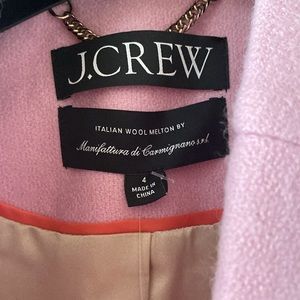 J.CREW
ITALIAN WOOL MELTON BY
Manifattura di Carmignano s.r.l.
4
MADE IN
CHINA